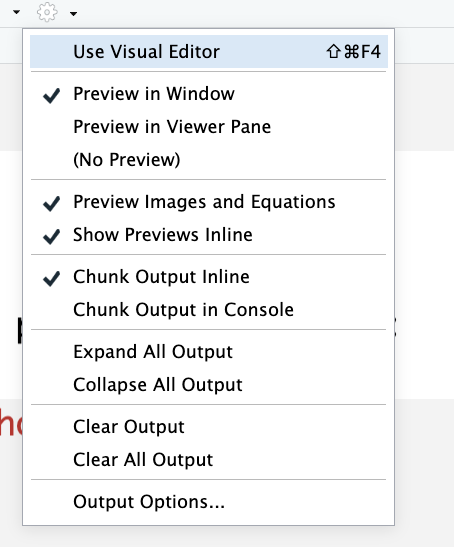 Use Visual Editor ⇧⌘F4
Preview in Window
Preview in Viewer Pane
(No Preview)
Preview Images and Equations
Show Previews Inline
Chunk Output Inline
Chunk Output in Console
Expand All Output
Collapse All Output
Clear Output
Clear All Output
Output Options...